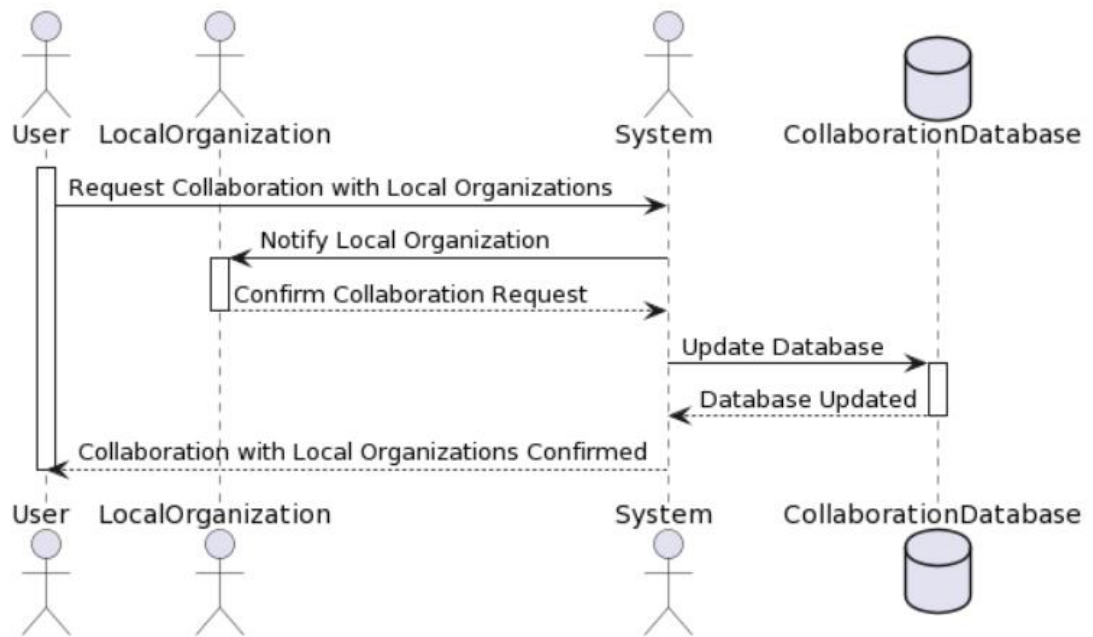 User LocalOrganization System CollaborationDatabase
Request Collaboration with Local Organizations
Notify Local Organization
Confirm Collaboration Request
Update Database
Database Updated
Collaboration with Local Organizations Confirmed
User LocalOrganization System CollaborationDatabase